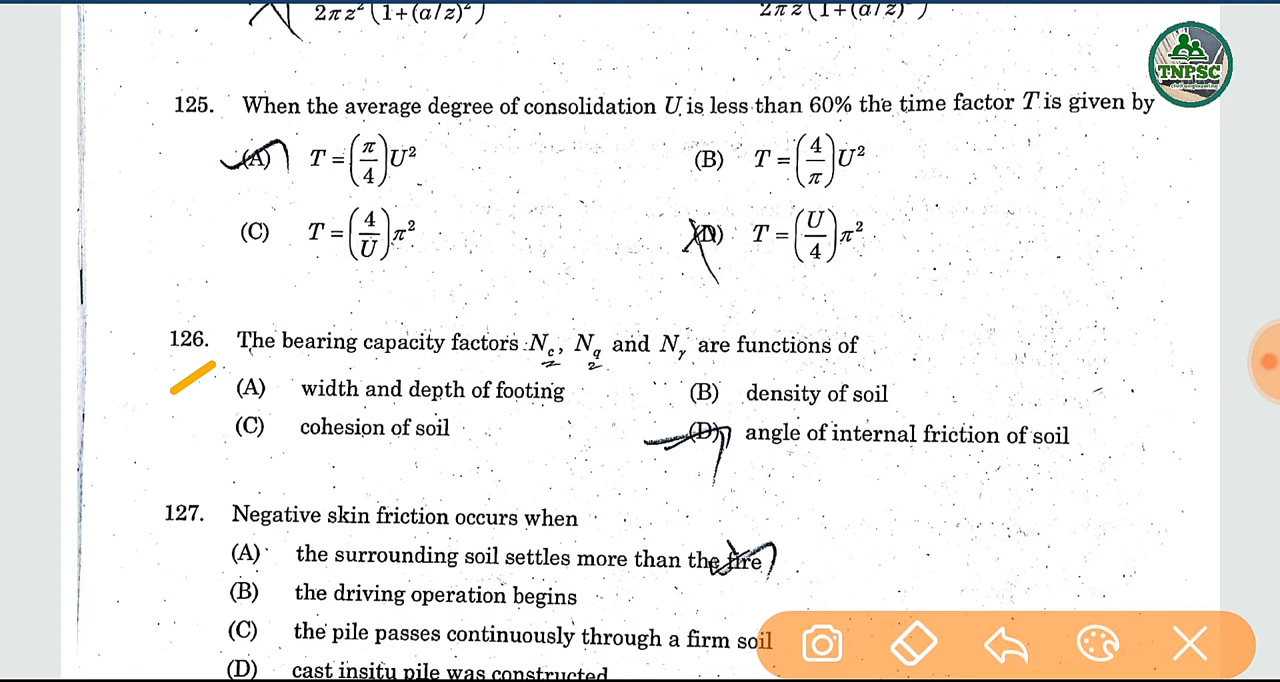 2πz²(1+(a/z)²)    2πz(1+(a/z)²)
TNPSC
125. When the average degree of consolidation U is less than 60% the time factor T is given by
(A) T = (π/4)U²    (B) T = (4/π)U²
(C) T = (4/U)π²    (D) T = (U/4)π²
126. The bearing capacity factors N_c, N_q and N_γ are functions of
(A) width and depth of footing    (B) density of soil
(C) cohesion of soil    (D) angle of internal friction of soil
127. Negative skin friction occurs when
(A) the surrounding soil settles more than the fire
(B) the driving operation begins
(C) the pile passes continuously through a firm soil
(D) cast insitu pile was constructed